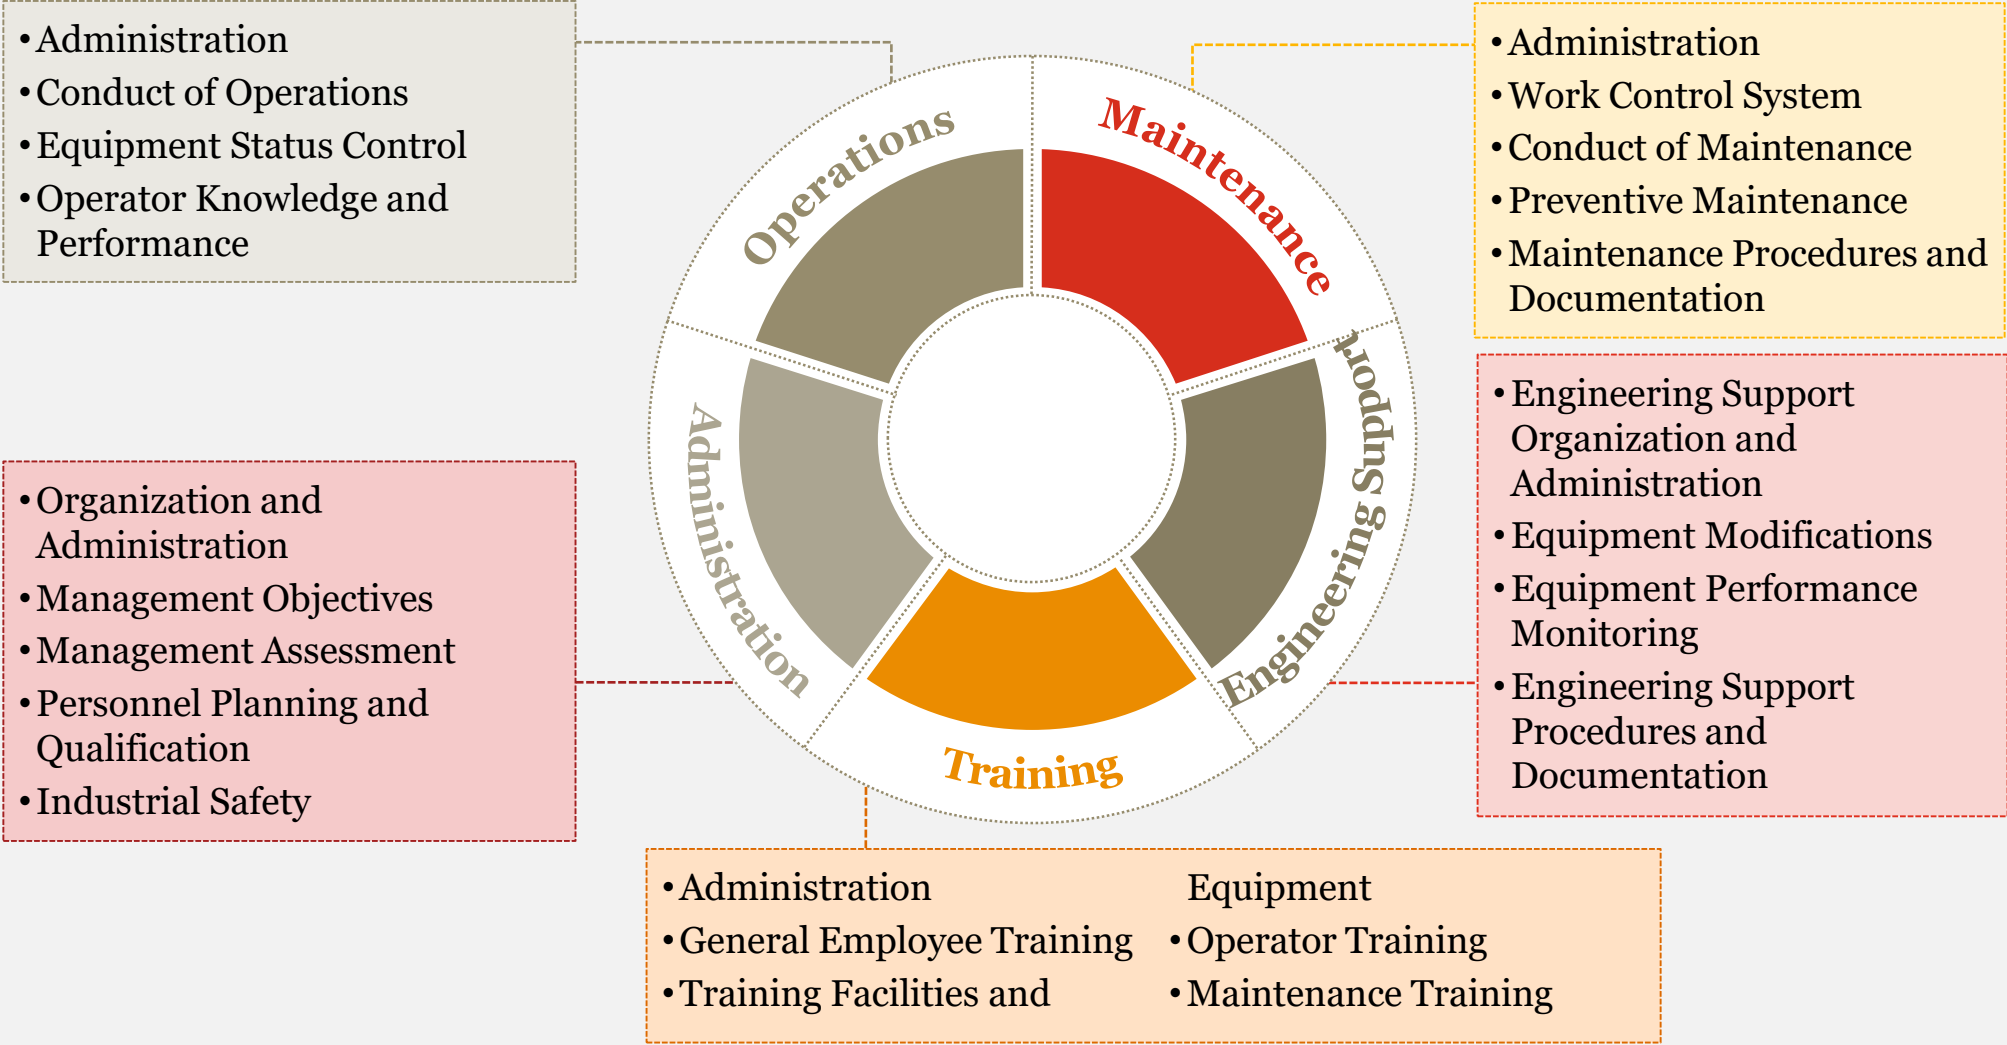 • Administration
• Conduct of Operations
• Equipment Status Control
• Operator Knowledge and
Performance
Operations
Maintenance
• Administration
• Work Control System
• Conduct of Maintenance
• Preventive Maintenance
• Maintenance Procedures and
Documentation
Administration
• Organization and
Administration
• Management Objectives
• Management Assessment
• Personnel Planning and
Qualification
• Industrial Safety
Engineering Support
• Engineering Support
Organization and
Administration
• Equipment Modifications
• Equipment Performance
Monitoring
• Engineering Support
Procedures and
Documentation
Training
• Administration
• General Employee Training
• Training Facilities and
Equipment
• Operator Training
• Maintenance Training